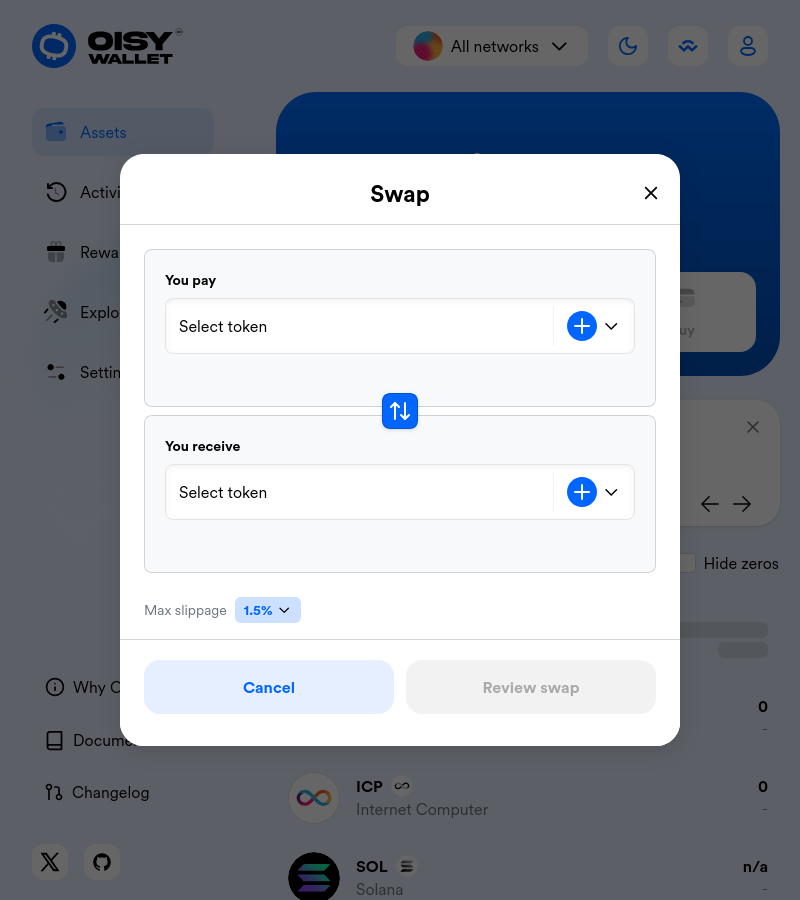 OISY
WALLET
All networks
Assets
Activi
Rewa
Explo
Settin
Swap
You pay
Select token
You receive
Select token
Max slippage
1.5%
Cancel
Review swap
uy
Hide zeros
Why O
Docume
Changelog
0
-
ICP
Internet Computer
0
-
SOL
Solana
n/a
-